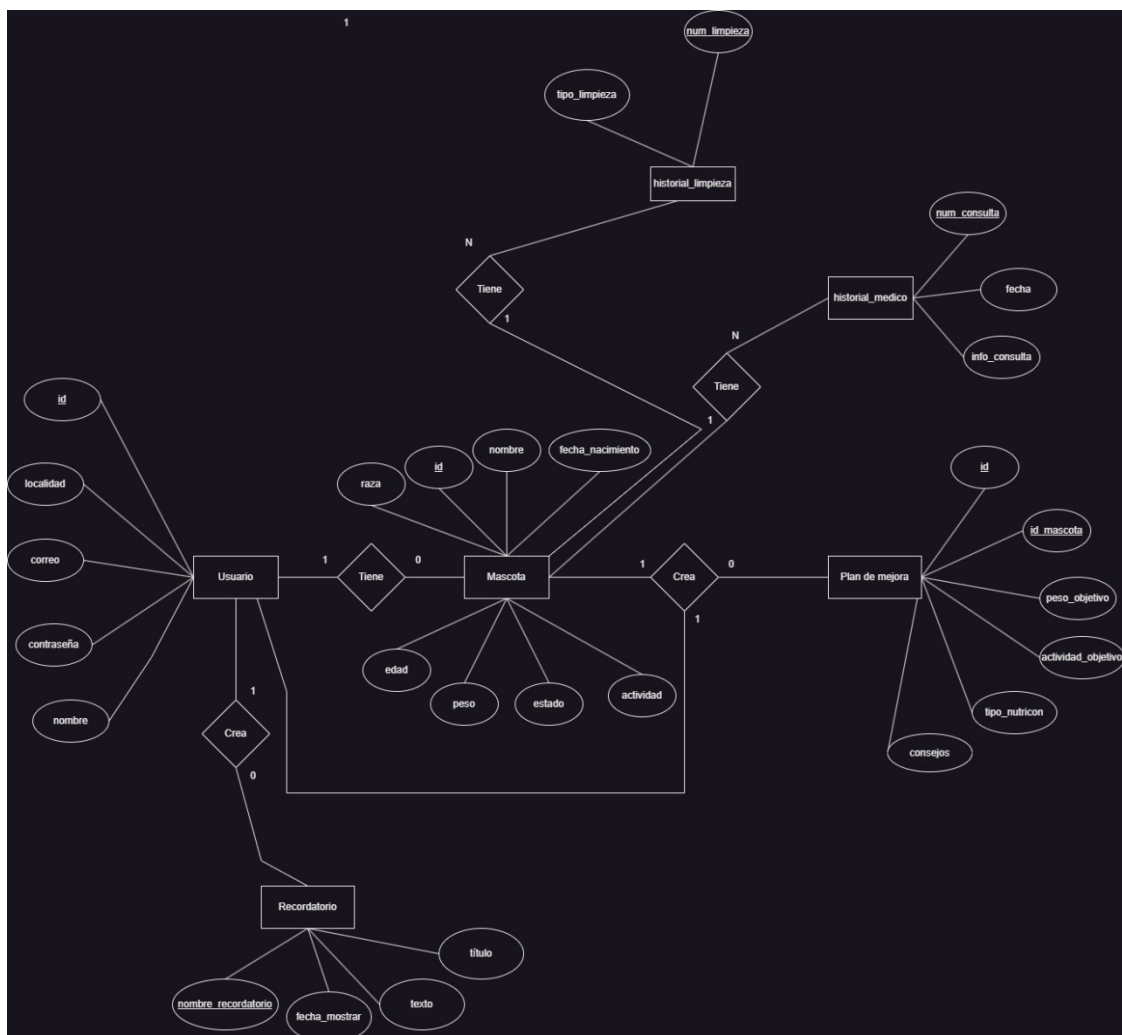 1
num_limpieza
tipo_limpieza
historial_limpieza
num_consulta
N
Tiene
historial_medico
fecha
1
N
info_consulta
id
Tiene
1
nombre
fecha_nacimiento
id
id
localidad
raza
id_mascota
correo
Usuario
1
Tiene
0
Mascota
1
Crea
0
Plan de mejora
peso_objetivo
1
contraseña
edad
actividad_objetivo
peso
estado
actividad
1
nombre
tipo_nutricon
Crea
consejos
0
Recordatorio
título
nombre_recordatorio
fecha_mostrar
texto